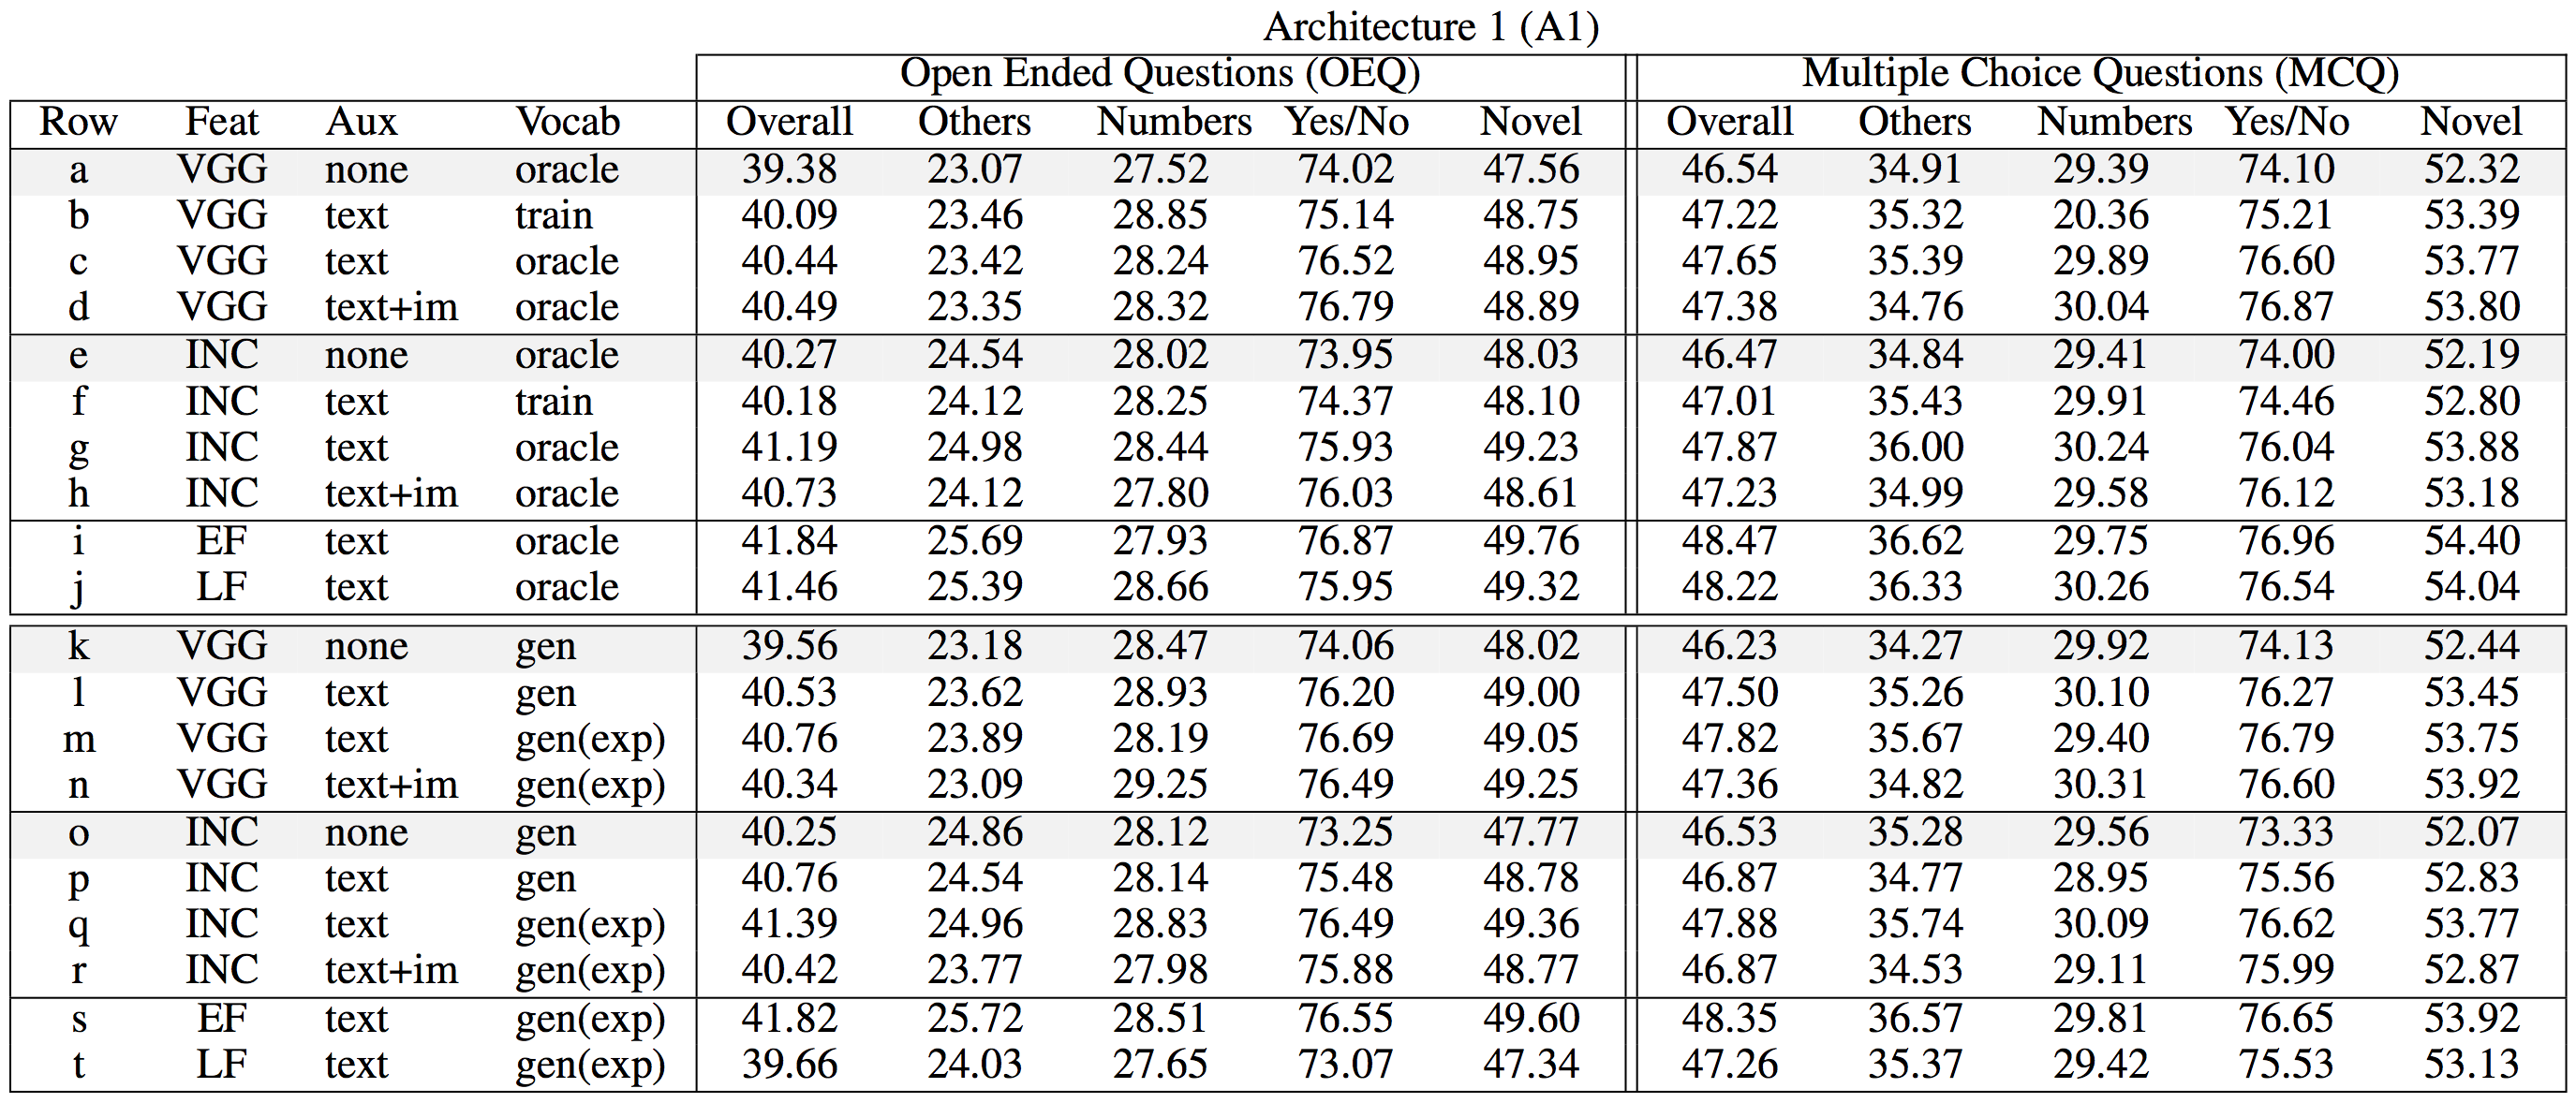 Architecture 1 (A1)
Open Ended Questions (OEQ) Multiple Choice Questions (MCQ)
Row Feat Aux Vocab Overall Others Numbers Yes/No Novel Overall Others Numbers Yes/No Novel
a VGG none oracle 39.38 23.07 27.52 74.02 47.56 46.54 34.91 29.39 74.10 52.32
b VGG text train 40.09 23.46 28.85 75.14 48.75 47.22 35.32 20.36 75.21 53.39
c VGG text oracle 40.44 23.42 28.24 76.52 48.95 47.65 35.39 29.89 76.60 53.77
d VGG text+im oracle 40.49 23.35 28.32 76.79 48.89 47.38 34.76 30.04 76.87 53.80
e INC none oracle 40.27 24.54 28.02 73.95 48.03 46.47 34.84 29.41 74.00 52.19
f INC text train 40.18 24.12 28.25 74.37 48.10 47.01 35.43 29.91 74.46 52.80
g INC text oracle 41.19 24.98 28.44 75.93 49.23 47.87 36.00 30.24 76.04 53.88
h INC text+im oracle 40.73 24.12 27.80 76.03 48.61 47.23 34.99 29.58 76.12 53.18
i EF text oracle 41.84 25.69 27.93 76.87 49.76 48.47 36.62 29.75 76.96 54.40
j LF text oracle 41.46 25.39 28.66 75.95 49.32 48.22 36.33 30.26 76.54 54.04
k VGG none gen 39.56 23.18 28.47 74.06 48.02 46.23 34.27 29.92 74.13 52.44
l VGG text gen 40.53 23.62 28.93 76.20 49.00 47.50 35.26 30.10 76.27 53.45
m VGG text gen(exp) 40.76 23.89 28.19 76.69 49.05 47.82 35.67 29.40 76.79 53.75
n VGG text+im gen(exp) 40.34 23.09 29.25 76.49 49.25 47.36 34.82 30.31 76.60 53.92
o INC none gen 40.25 24.86 28.12 73.25 47.77 46.53 35.28 29.56 73.33 52.07
p INC text gen 40.76 24.54 28.14 75.48 48.78 46.87 34.77 28.95 75.56 52.83
q INC text gen(exp) 41.39 24.96 28.83 76.49 49.36 47.88 35.74 30.09 76.62 53.77
r INC text+im gen(exp) 40.42 23.77 27.98 75.88 48.77 46.87 34.53 29.11 75.99 52.87
s EF text gen(exp) 41.82 25.72 28.51 76.55 49.60 48.35 36.57 29.81 76.65 53.92
t LF text gen(exp) 39.66 24.03 27.65 73.07 47.34 47.26 35.37 29.42 75.53 53.13